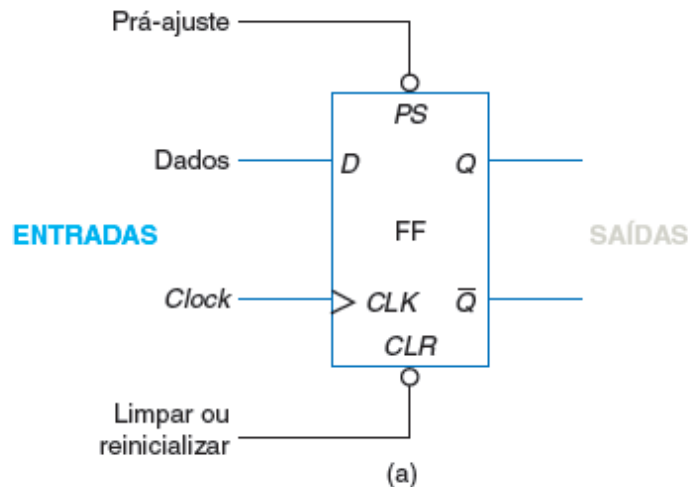 Prá-ajuste
PS
Dados
D
Q
ENTRADAS
FF
SAÍDAS
Clock
CLK
Q̅
CLR
Limpar ou
reinicializar
(a)